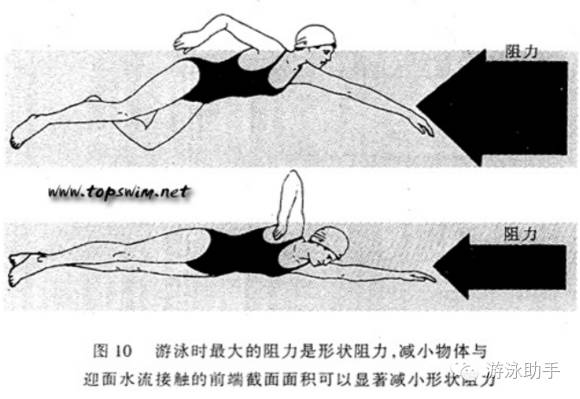 阻力
www.topswim.net
阻力
图 10 游泳时最大的阻力是形状阻力,减小物体与
迎面水流接触的前端截面面积可以显著减小形状阻力
游泳助手